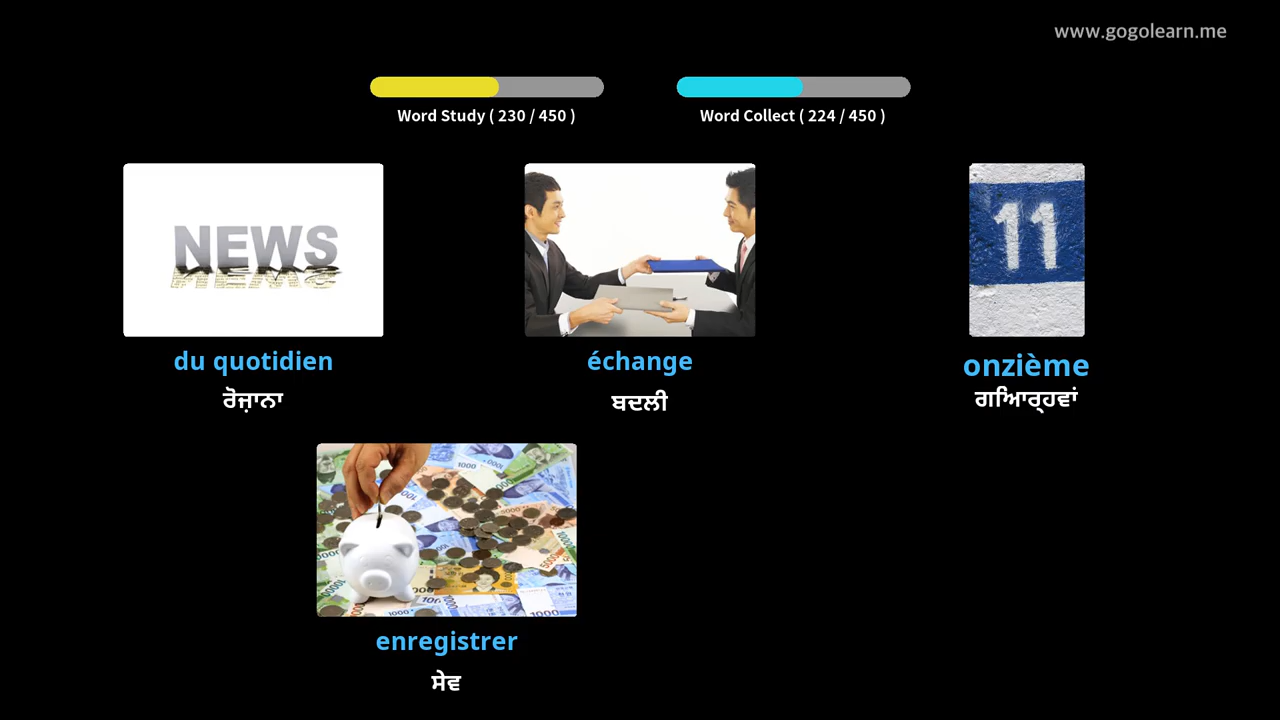 www.gogolearn.me
Word Study ( 230 / 450 )
Word Collect ( 224 / 450 )
NEWS
11
du quotidien
échange
onzième
ਰੋਜ਼ਾਨਾ
ਬਦਲੀ
ਗਿਆਰ੍ਹਵਾਂ
enregistrer
ਸੇਵ